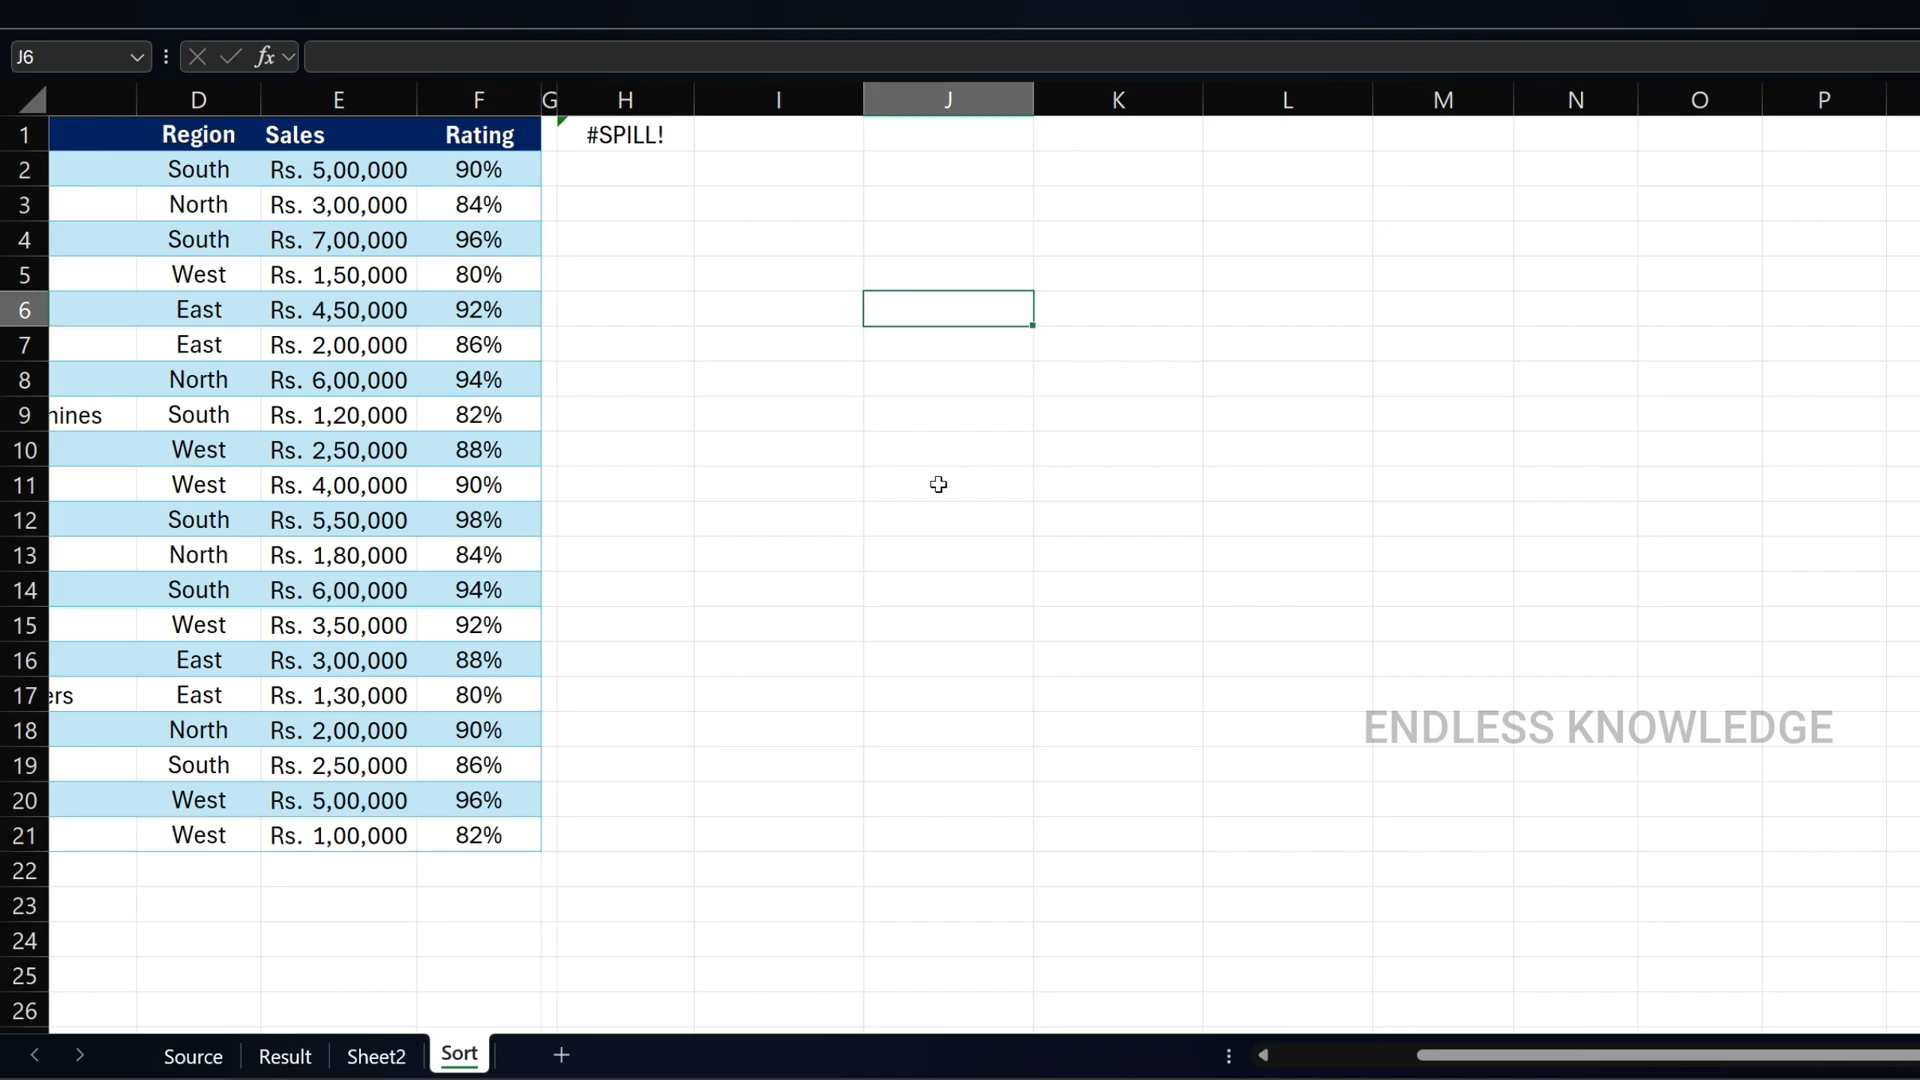 J6
fx
D E F G H I J K L M N O P
1 Region Sales Rating #SPILL!
2 South Rs. 5,00,000 90%
3 North Rs. 3,00,000 84%
4 South Rs. 7,00,000 96%
5 West Rs. 1,50,000 80%
6 East Rs. 4,50,000 92%
7 East Rs. 2,00,000 86%
8 North Rs. 6,00,000 94%
9 hines South Rs. 1,20,000 82%
10 West Rs. 2,50,000 88%
11 West Rs. 4,00,000 90%
12 South Rs. 5,50,000 98%
13 North Rs. 1,80,000 84%
14 South Rs. 6,00,000 94%
15 West Rs. 3,50,000 92%
16 East Rs. 3,00,000 88%
17 ers East Rs. 1,30,000 80%
18 North Rs. 2,00,000 90%
ENDLESS KNOWLEDGE
19 South Rs. 2,50,000 86%
20 West Rs. 5,00,000 96%
21 West Rs. 1,00,000 82%
22
23
24
25
26
Source Result Sheet2 Sort